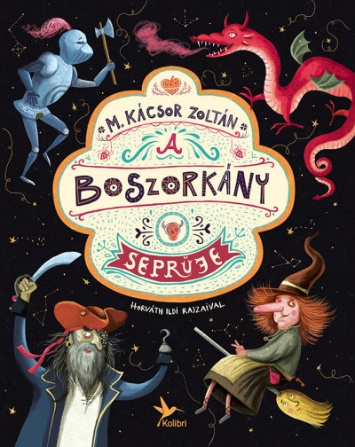 M. KÁCSOR ZOLTÁN
A
BOSZORKÁNY
SEPRŰJE
HORVÁTH ILDI RAJZAIVAL
Kolibri